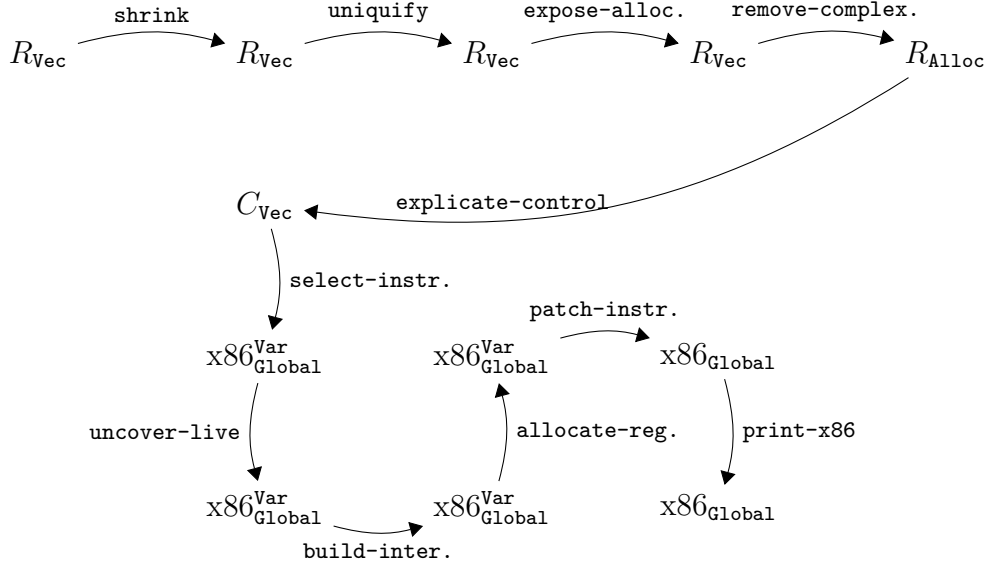 shrink uniquify expose-alloc. remove-complex.
R_Vec R_Vec R_Vec R_Vec R_Alloc
C_Vec explicate-control
select-instr.
patch-instr.
x86^Var_Global x86^Var_Global x86_Global
uncover-live allocate-reg. print-x86
x86^Var_Global x86^Var_Global x86_Global
build-inter.